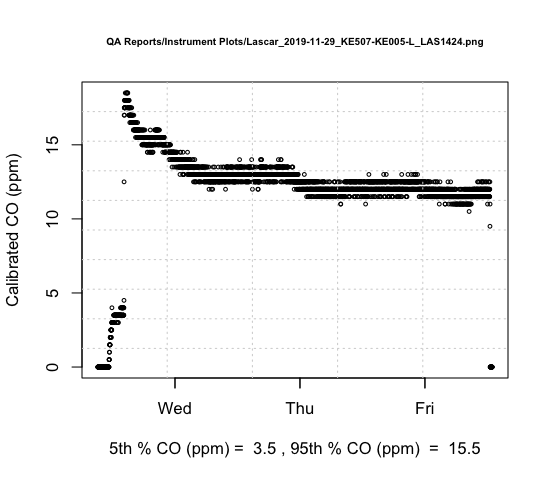 QA Reports/Instrument Plots/Lascar_2019-11-29_KE507-KE005-L_LAS1424.png
Calibrated CO (ppm)
15
10
5
0
Wed Thu Fri
5th % CO (ppm) = 3.5 , 95th % CO (ppm) = 15.5